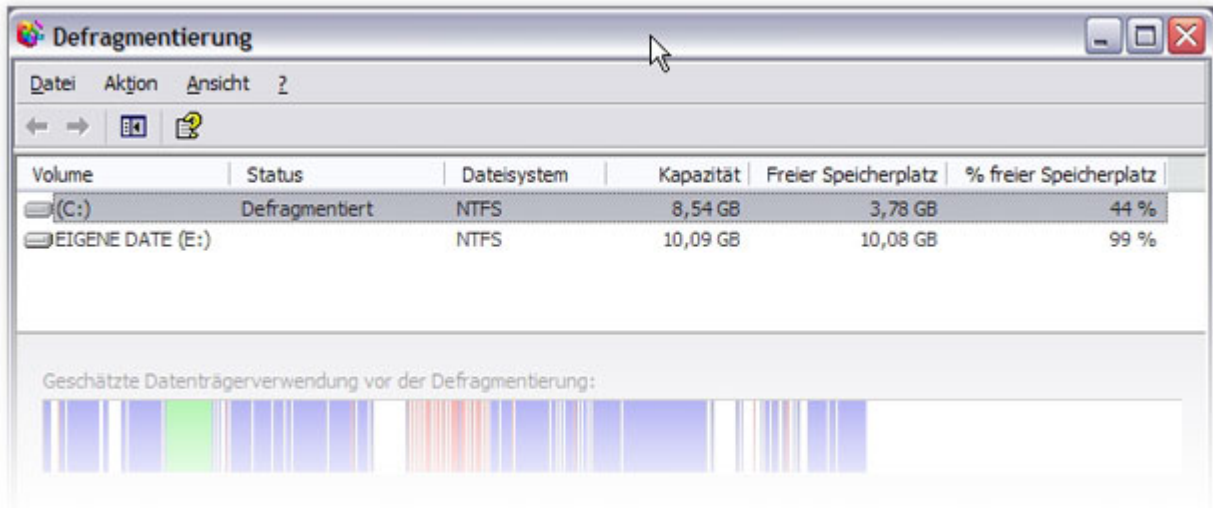 Defragmentierung
Datei Aktion Ansicht ?
Volume Status Dateisystem Kapazität Freier Speicherplatz % freier Speicherplatz
(C:) Defragmentiert NTFS 8,54 GB 3,78 GB 44 %
EIGENE DATE (E:) NTFS 10,09 GB 10,08 GB 99 %
Geschätzte Datenträgerverwendung vor der Defragmentierung: